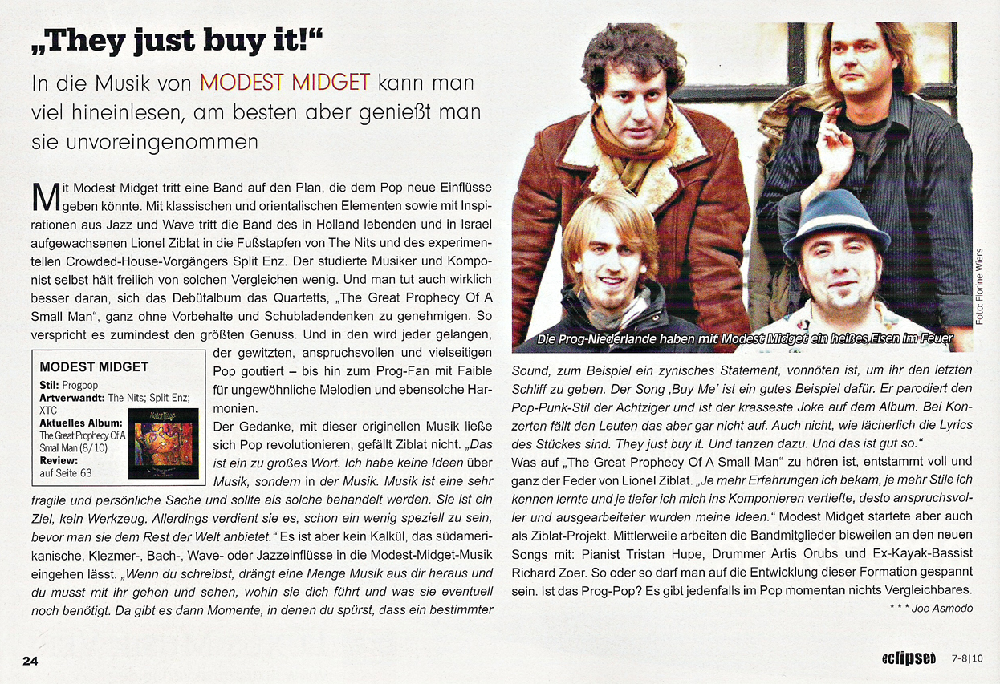 „They just buy it!“
In die Musik von MODEST MIDGET kann man
viel hineinlesen, am besten aber genießt man
sie unvoreingenommen
Mit Modest Midget tritt eine Band auf den Plan, die dem Pop neue Einflüsse
geben könnte. Mit klassischen und orientalischen Elementen sowie mit Inspi-
rationen aus Jazz und Wave tritt die Band des in Holland lebenden und in Israel
aufgewachsenen Lionel Ziblat in die Fußstapfen von The Nits und des experimen-
tellen Crowded-House-Vorgängers Split Enz. Der studierte Musiker und Kompo-
nist selbst hält freilich von solchen Vergleichen wenig. Und man tut auch wirklich
besser daran, sich das Debütalbum das Quartetts, „The Great Prophecy Of A
Small Man“, ganz ohne Vorbehalte und Schubladendenken zu genehmigen. So
verspricht es zumindest den größten Genuss. Und in den wird jeder gelangen,
der gewitzten, anspruchsvollen und vielseitigen
Pop goutiert – bis hin zum Prog-Fan mit Faible
für ungewöhnliche Melodien und ebensolche Har-
monien.
Der Gedanke, mit dieser originellen Musik ließe
sich Pop revolutionieren, gefällt Ziblat nicht. „Das
ist ein zu großes Wort. Ich habe keine Ideen über
Musik, sondern in der Musik. Musik ist eine sehr
fragile und persönliche Sache und sollte als solche behandelt werden. Sie ist ein
Ziel, kein Werkzeug. Allerdings verdient sie es, schon ein wenig speziell zu sein,
bevor man sie dem Rest der Welt anbietet.“ Es ist aber kein Kalkül, das südameri-
kanische, Klezmer-, Bach-, Wave- oder Jazzeinflüsse in die Modest-Midget-Musik
eingehen lässt. „Wenn du schreibst, drängt eine Menge Musik aus dir heraus und
du musst mit ihr gehen und sehen, wohin sie dich führt und was sie eventuell
noch benötigt. Da gibt es dann Momente, in denen du spürst, dass ein bestimmter
MODEST MIDGET
Stil: Progpop
Artverwandt: The Nits; Split Enz;
XTC
Aktuelles Album:
The Great Prophecy Of A
Small Man (8/10)
Review:
auf Seite 63
Modest Midget
Foto: Florine Wiers
Die Prog-Niederlande haben mit Modest Midget ein heißes Eisen im Feuer
Sound, zum Beispiel ein zynisches Statement, vonnöten ist, um ihr den letzten
Schliff zu geben. Der Song ‚Buy Me‘ ist ein gutes Beispiel dafür. Er parodiert den
Pop-Punk-Stil der Achtziger und ist der krasseste Joke auf dem Album. Bei Kon-
zerten fällt den Leuten das aber gar nicht auf. Auch nicht, wie lächerlich die Lyrics
des Stückes sind. They just buy it. Und tanzen dazu. Und das ist gut so.“
Was auf „The Great Prophecy Of A Small Man“ zu hören ist, entstammt voll und
ganz der Feder von Lionel Ziblat. „Je mehr Erfahrungen ich bekam, je mehr Stile ich
kennen lernte und je tiefer ich mich ins Komponieren vertiefte, desto anspruchsvol-
ler und ausgearbeiteter wurden meine Ideen.“ Modest Midget startete aber auch
als Ziblat-Projekt. Mittlerweile arbeiten die Bandmitglieder bisweilen an den neuen
Songs mit: Pianist Tristan Hupe, Drummer Artis Orubs und Ex-Kayak-Bassist
Richard Zoer. So oder so darf man auf die Entwicklung dieser Formation gespannt
sein. Ist das Prog-Pop? Es gibt jedenfalls im Pop momentan nichts Vergleichbares.
* * * Joe Asmodo
24
eclipsed 7-8|10